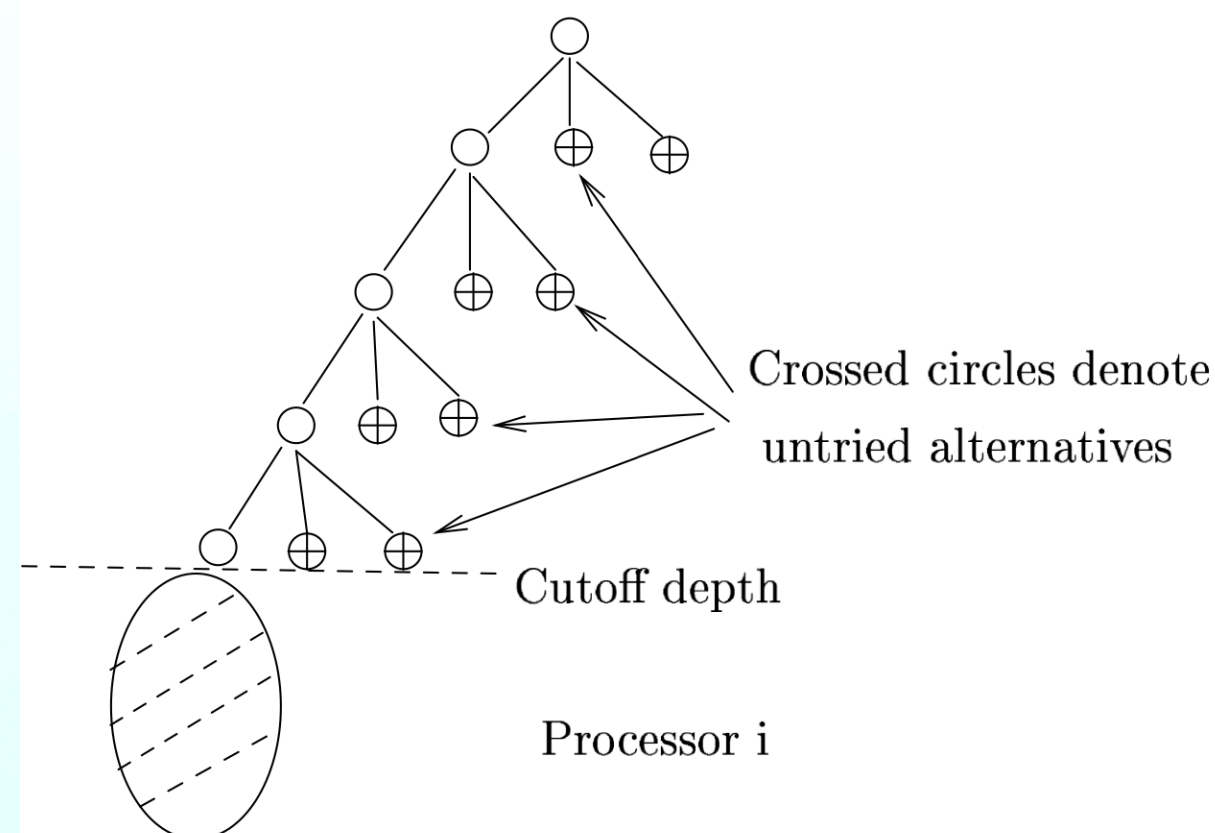 Crossed circles denote
untried alternatives
Cutoff depth
Processor i